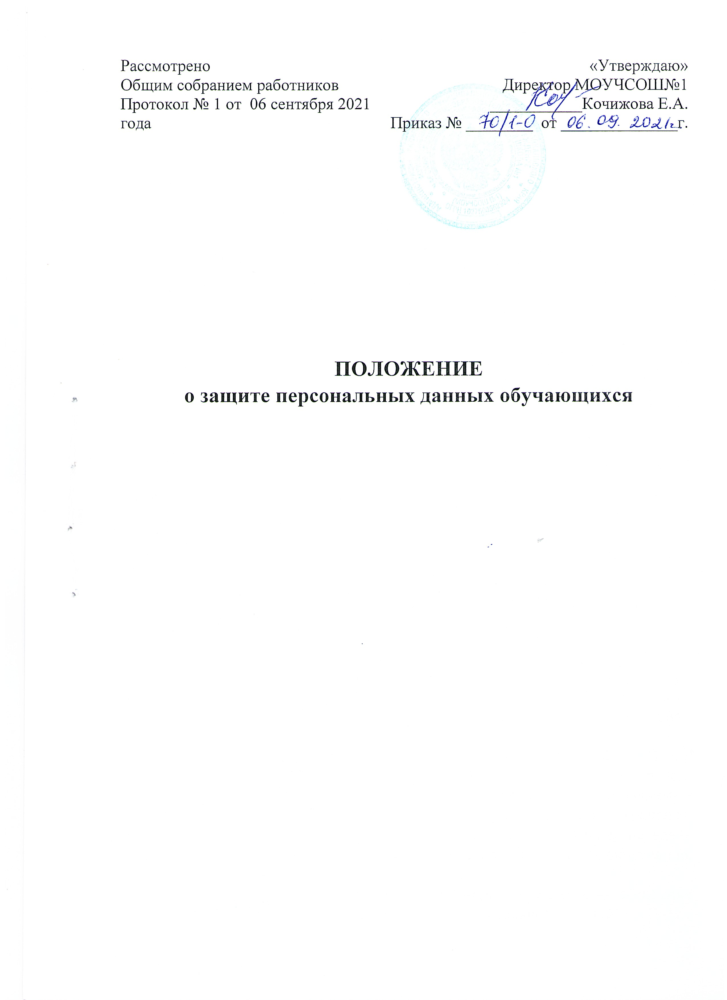 Рассмотрено
Общим собранием работников
Протокол № 1 от 06 сентября 2021
года
«Утверждаю»
Директор МОУЧСОШ№1
Кочижова Е.А.
Приказ № 70/1-О от 06.09.2021г.г.
ПОЛОЖЕНИЕ
о защите персональных данных обучающихся